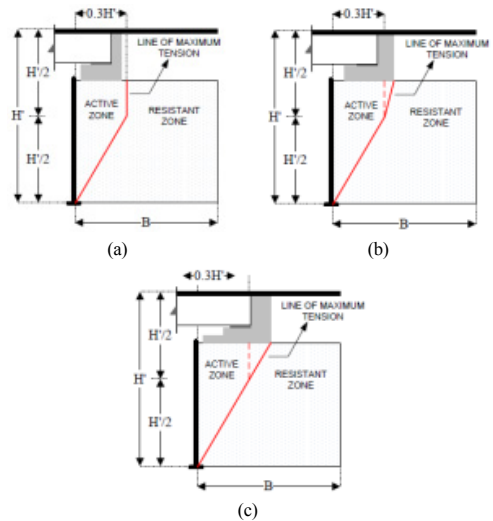 0.3H'
LINE OF MAXIMUM
TENSION
H'/2
H'
ACTIVE
ZONE
RESISTANT
ZONE
H'/2
B
(a)
0.3H'
LINE OF MAXIMUM
TENSION
H'/2
H'
ACTIVE
ZONE
RESISTANT
ZONE
H'/2
B
(b)
0.3H'
LINE OF MAXIMUM
TENSION
H'/2
H'
ACTIVE
ZONE
RESISTANT
ZONE
H'/2
B
(c)